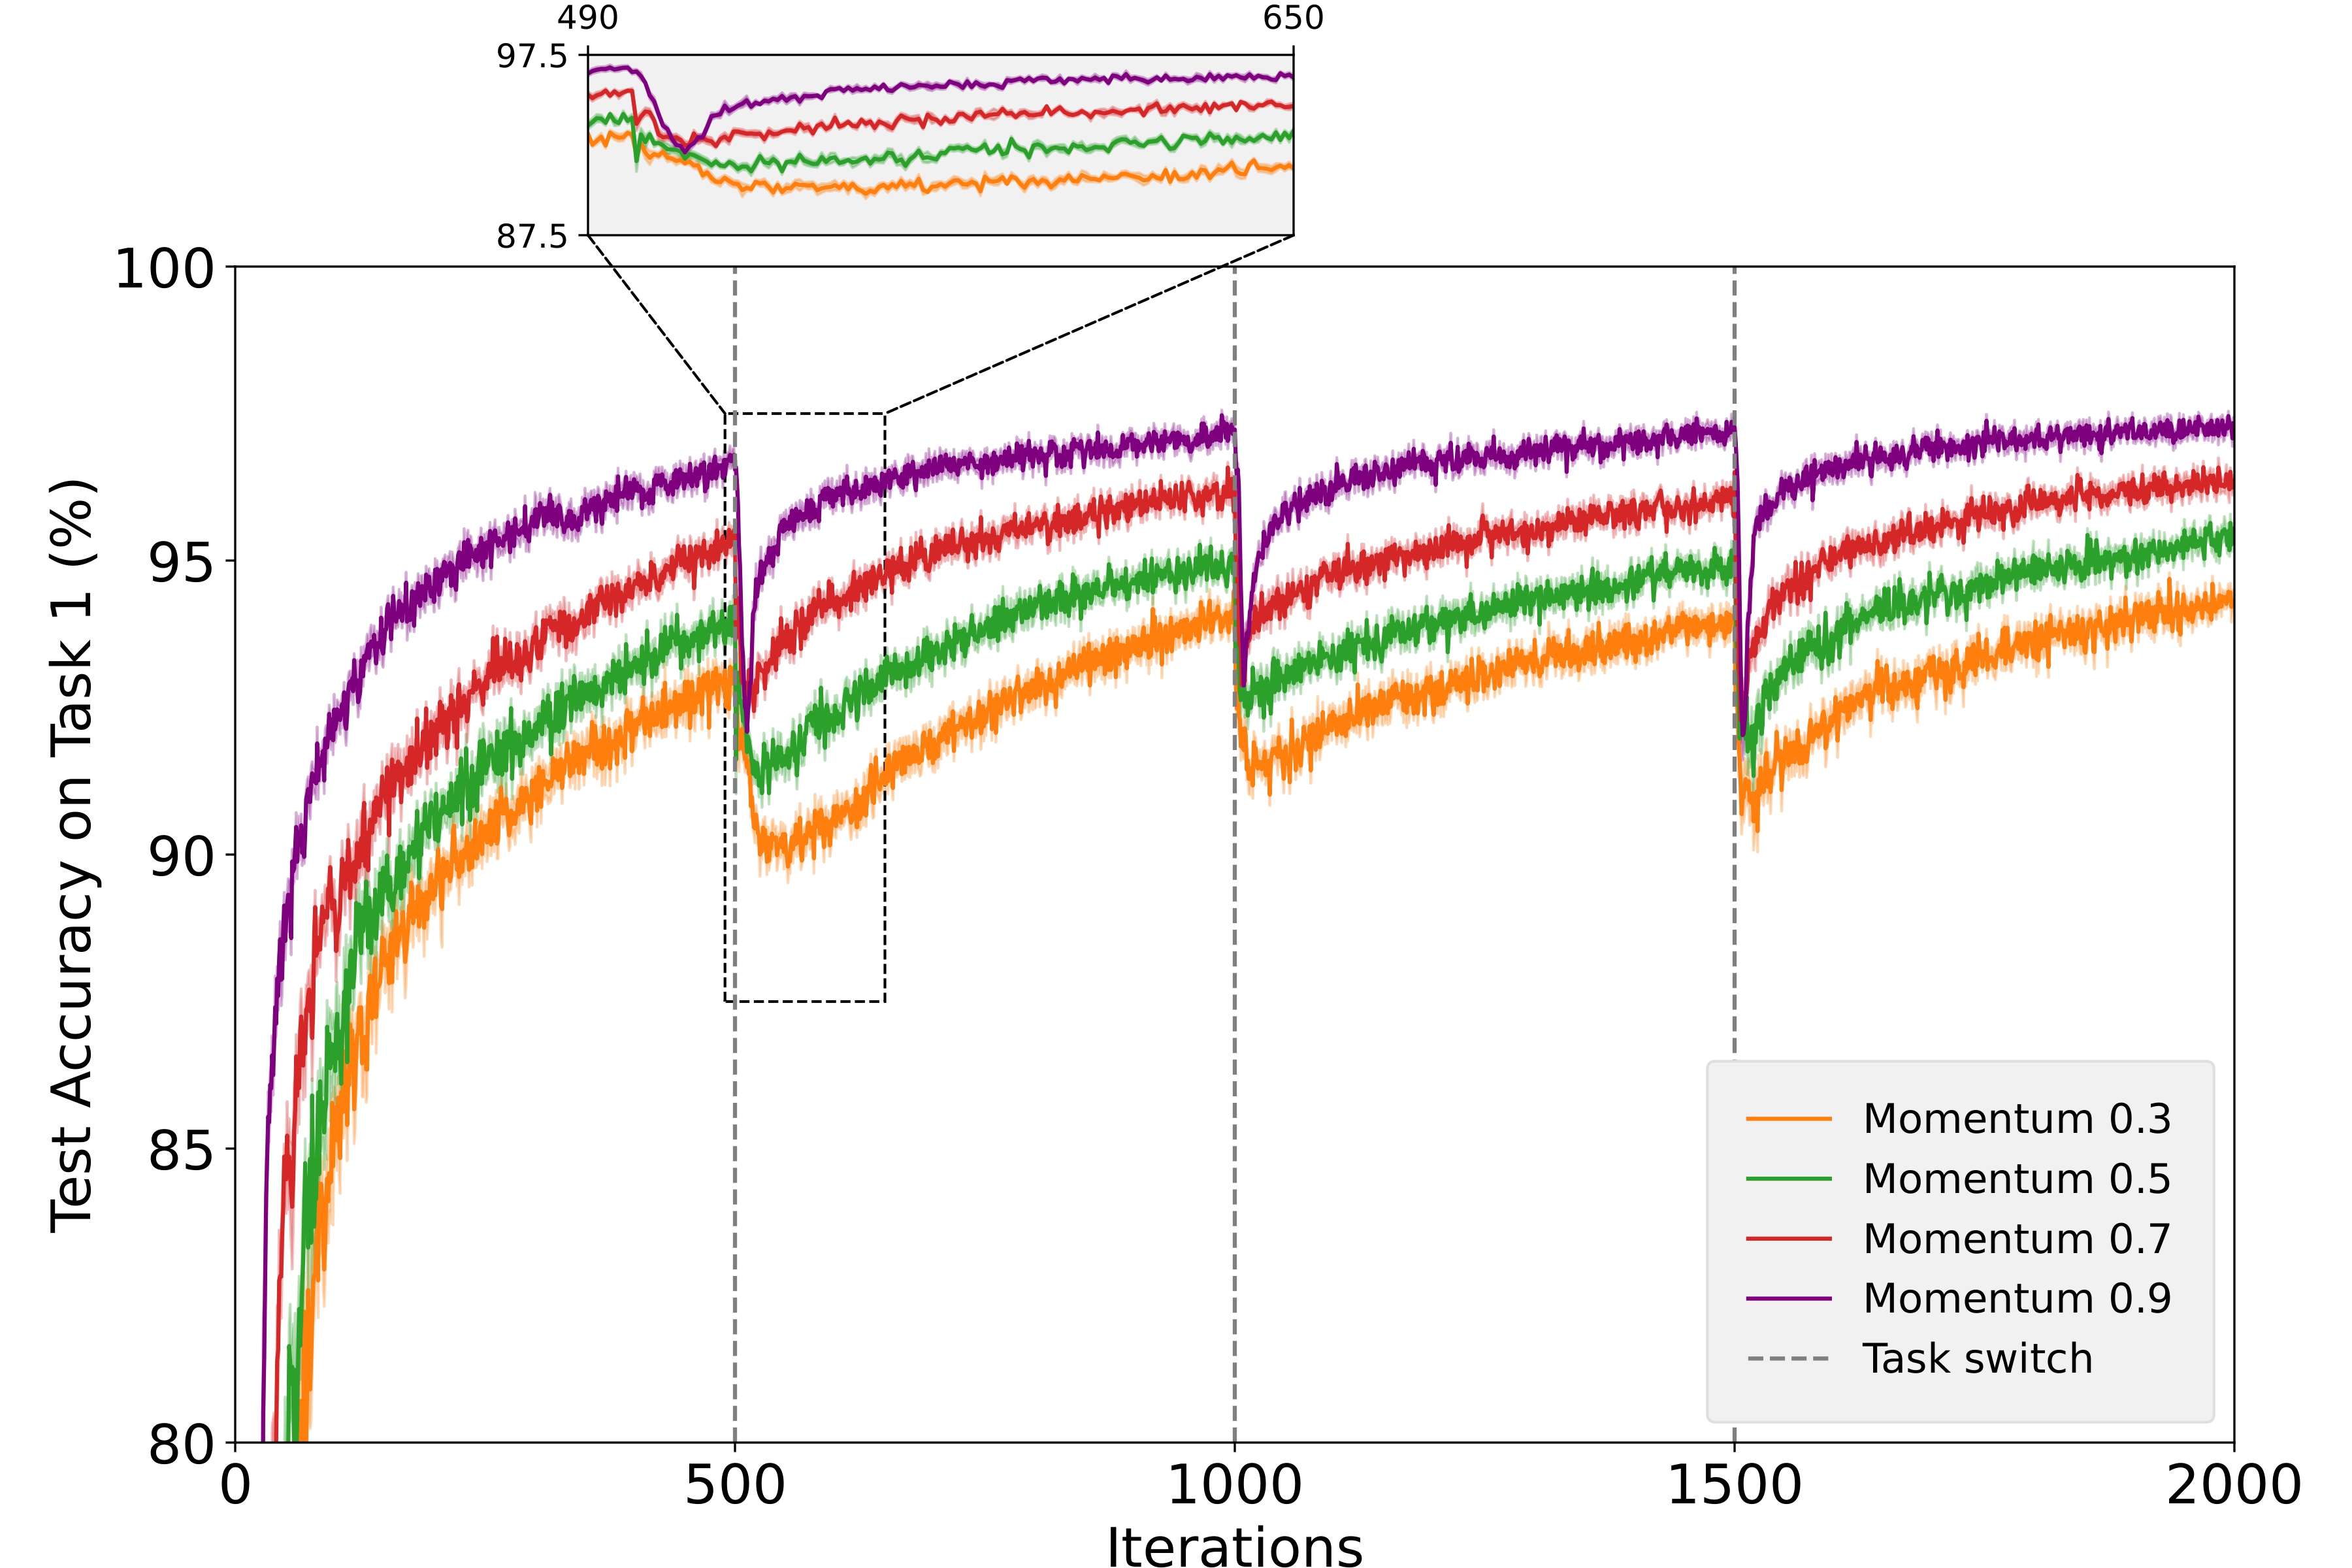 490
650
97.5
87.5
100
95
90
85
80
Test Accuracy on Task 1 (%)
0
500
1000
1500
2000
Iterations
Momentum 0.3
Momentum 0.5
Momentum 0.7
Momentum 0.9
Task switch